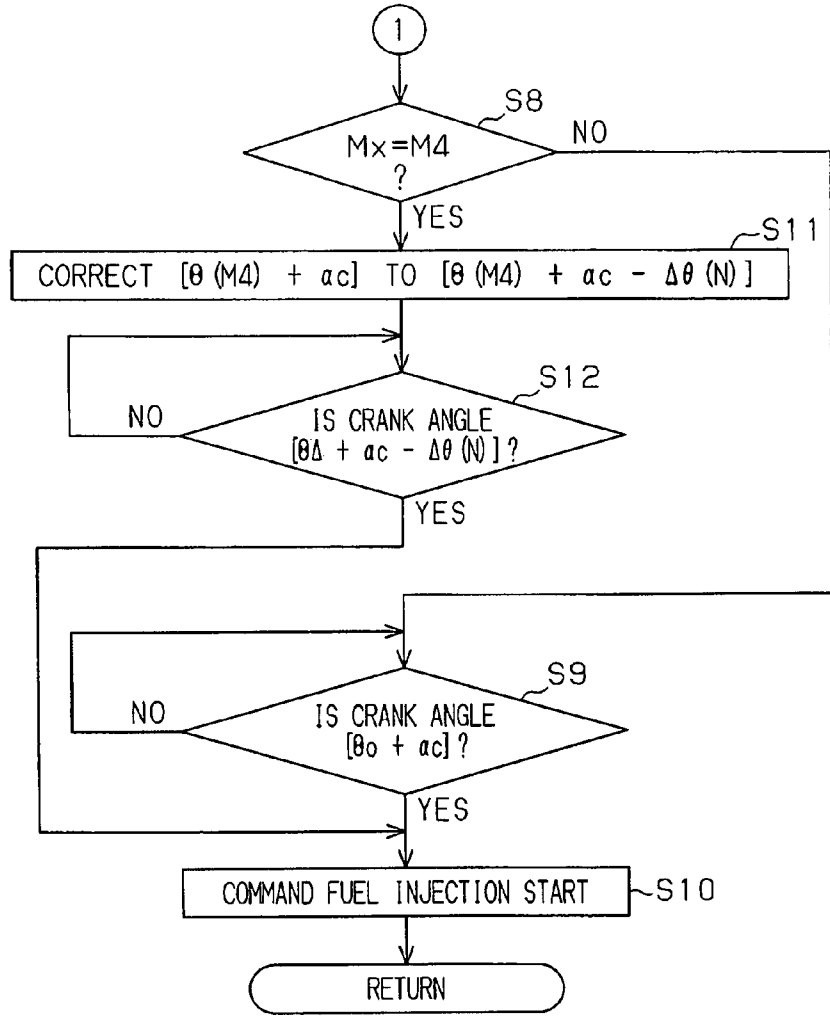 1
S8
Mx=M4
?
NO
YES
S11
CORRECT [θ(M4) + αc] TO [θ(M4) + αc - Δθ(N)]
S12
NO
IS CRANK ANGLE
[θΔ + αc - Δθ(N)]?
YES
S9
NO
IS CRANK ANGLE
[θo + αc]?
YES
COMMAND FUEL INJECTION START
S10
RETURN